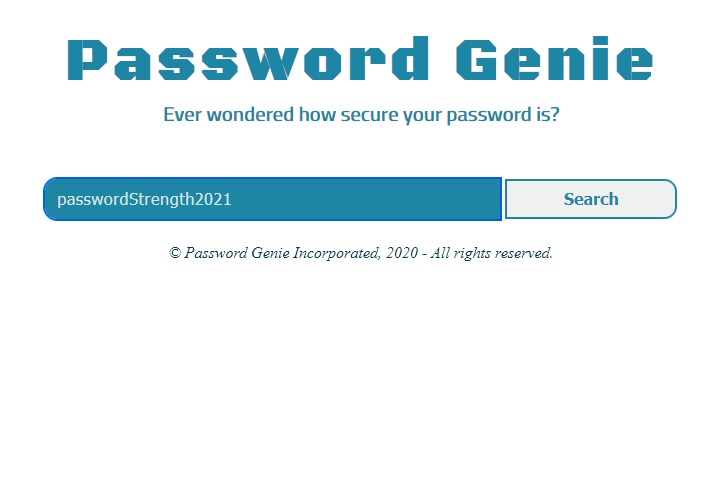 Password Genie
Ever wondered how secure your password is?
passwordStrength2021 Search
© Password Genie Incorporated, 2020 - All rights reserved.